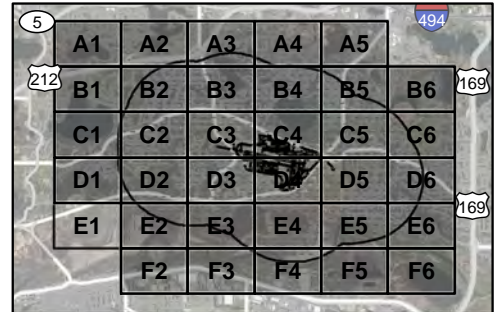 5
494
A1 A2 A3 A4 A5
212
169
B1 B2 B3 B4 B5 B6
C1 C2 C3 C4 C5 C6
D1 D2 D3 D4 D5 D6
169
E1 E2 E3 E4 E5 E6
F2 F3 F4 F5 F6